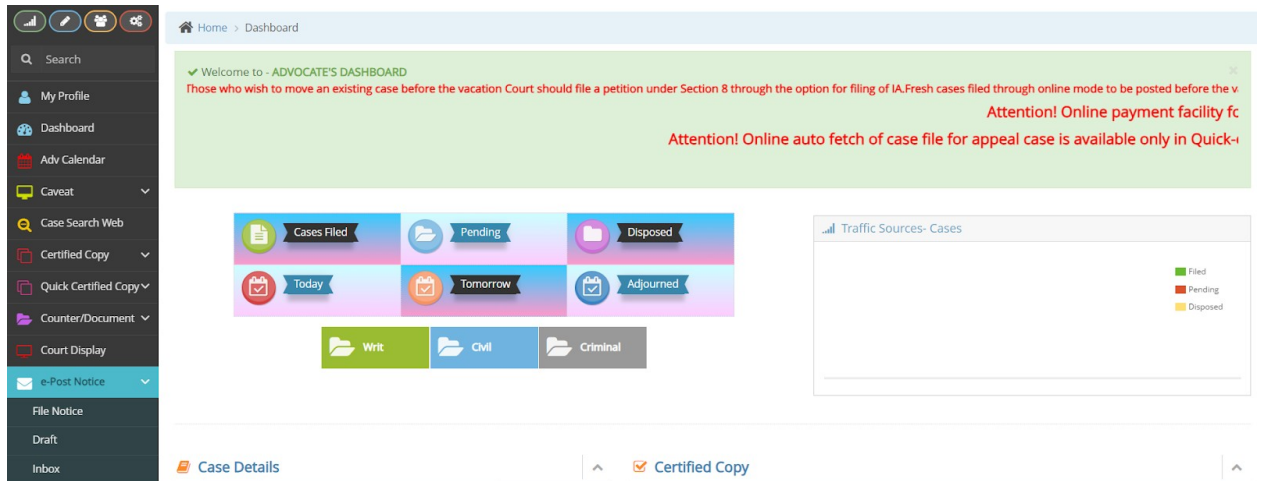 Search
My Profile
Dashboard
Adv Calendar
Caveat
Case Search Web
Certified Copy
Quick Certified Copy
Counter/Document
Court Display
e-Post Notice
File Notice
Draft
Inbox
Home > Dashboard
Welcome to - ADVOCATE'S DASHBOARD
Those who wish to move an existing case before the vacation Court should file a petition under Section 8 through the option for filing of IA.Fresh cases filed through online mode to be posted before the
Attention! Online payment facility
Attention! Online auto fetch of case file for appeal case is available only in
Cases Filed
Pending
Disposed
Today
Tomorrow
Adjourned
Writ
Civil
Criminal
Traffic Sources- Cases
Filed
Pending
Disposed
Case Details
Certified Copy